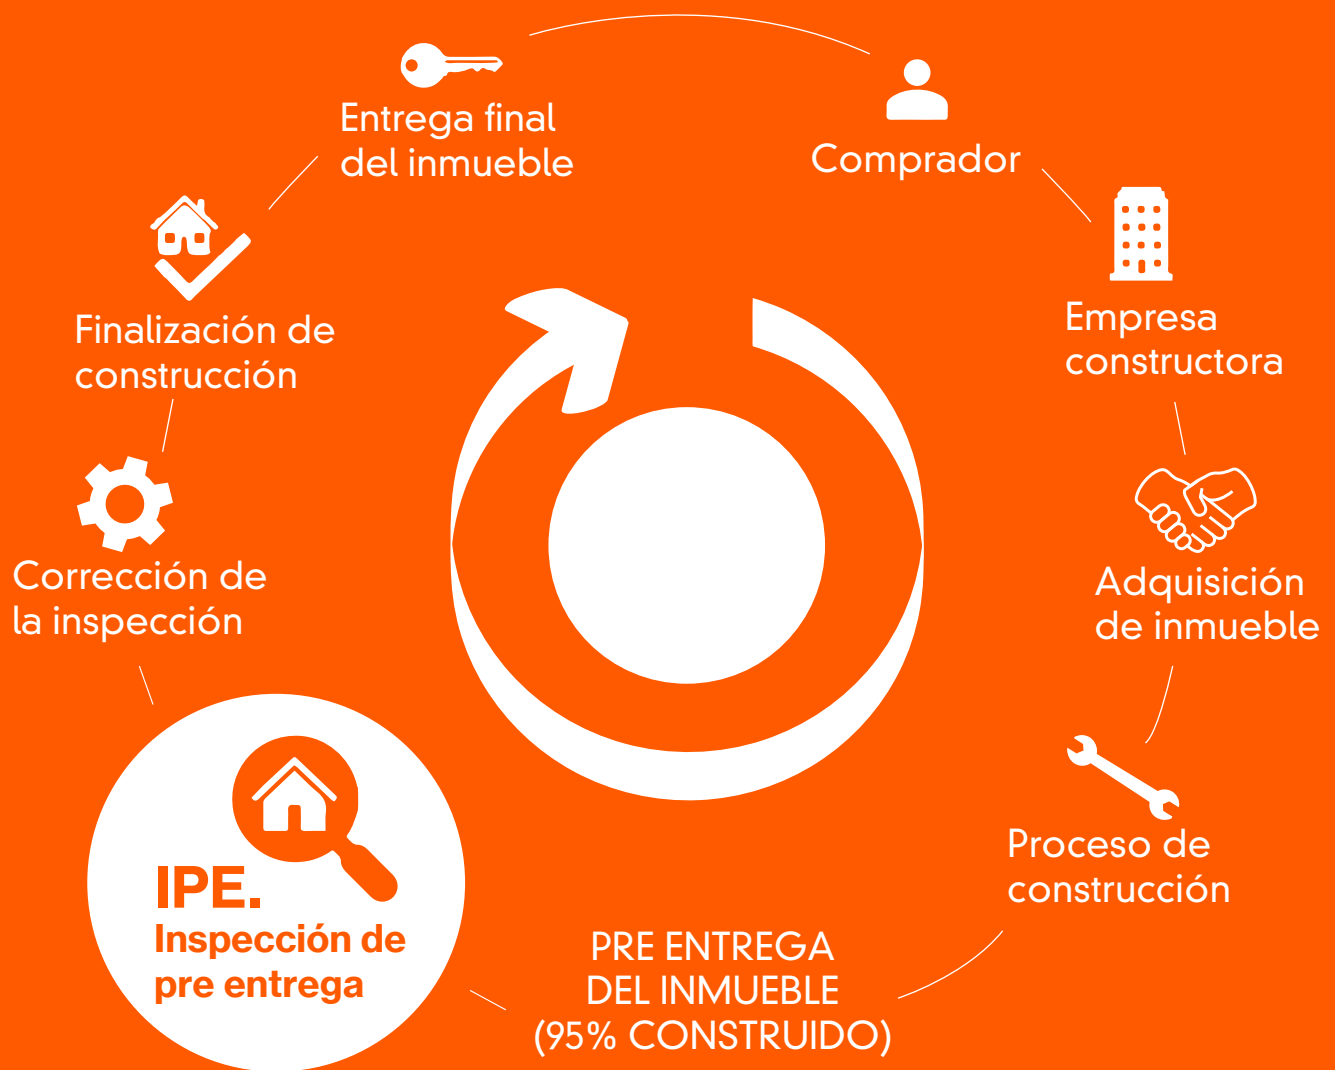 Entrega final
del inmueble
Comprador
Empresa
constructora
Finalización de
construcción
Adquisición
de inmueble
Corrección de
la inspección
Proceso de
construcción
IPE.
Inspección de
pre entrega
PRE ENTREGA
DEL INMUEBLE
(95% CONSTRUIDO)